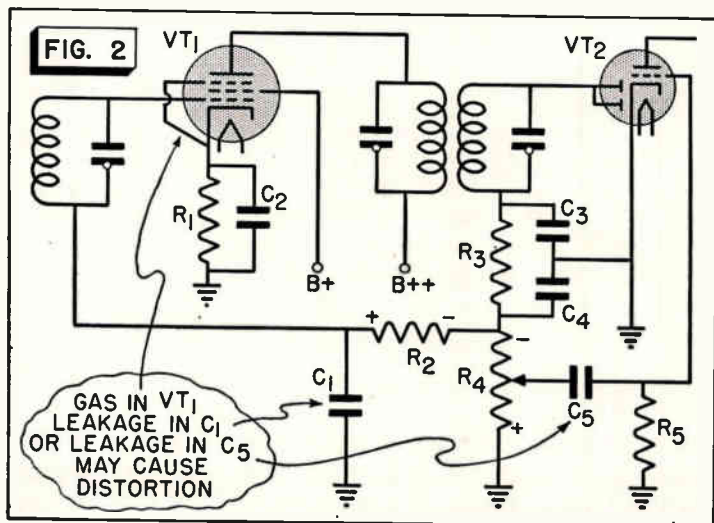 FIG. 2
VT1
VT2
C2
R1
B+
B++
C3
R3
C4
+
-
R2
-
R4
+
C1
C5
R5
GAS IN VT1
LEAKAGE IN C1
OR LEAKAGE IN C5
MAY CAUSE
DISTORTION